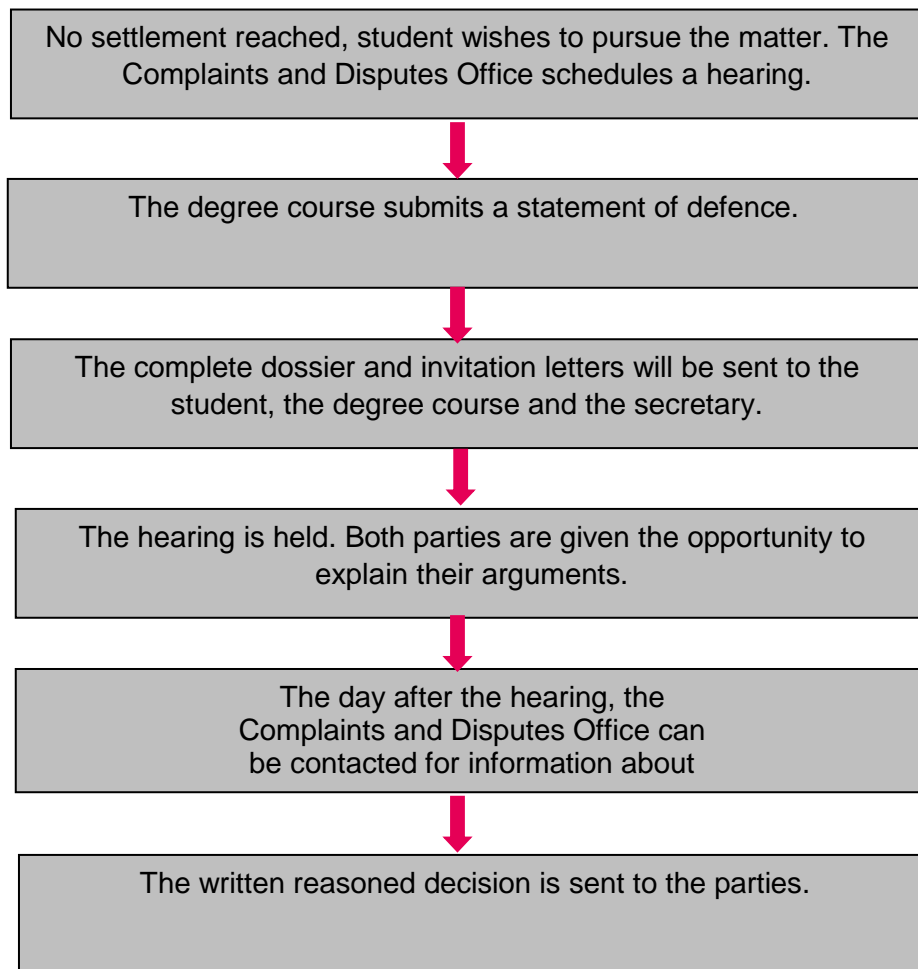 No settlement reached, student wishes to pursue the matter. The
Complaints and Disputes Office schedules a hearing.
The degree course submits a statement of defence.
The complete dossier and invitation letters will be sent to the
student, the degree course and the secretary.
The hearing is held. Both parties are given the opportunity to
explain their arguments.
The day after the hearing, the
Complaints and Disputes Office can
be contacted for information about
The written reasoned decision is sent to the parties.